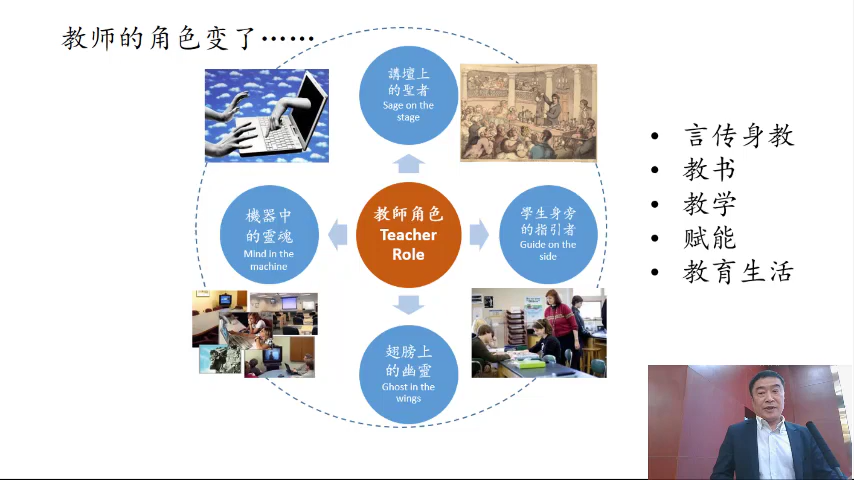 教师的角色变了……
講壇上
的聖者
Sage on the
stage
機器中
的靈魂
Mind in the
machine
教師角色
Teacher
Role
學生身旁
的指引者
Guide on the
side
翅膀上
的幽靈
Ghost in the
wings
• 言传身教
• 教书
• 教学
• 赋能
• 教育生活